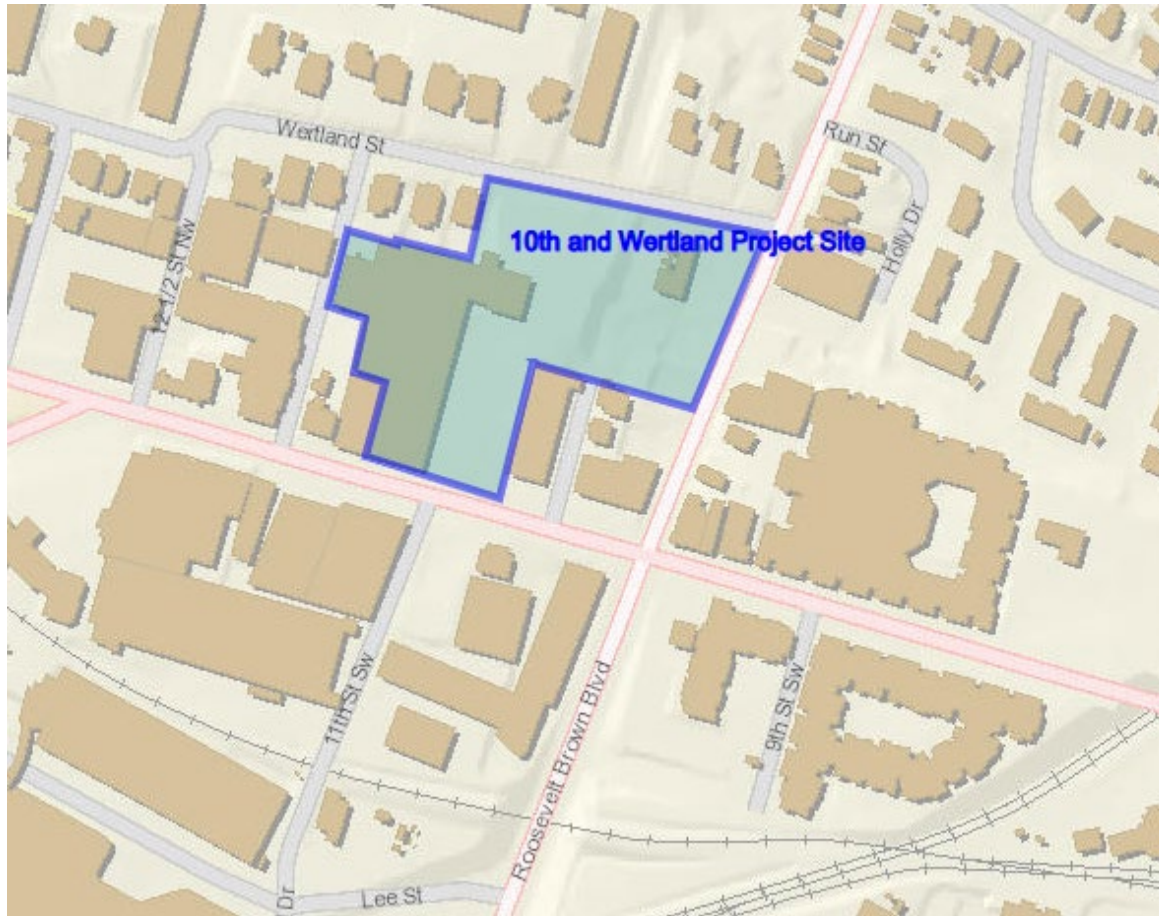 Wertland St
Run St
10th and Wertland Project Site
Holly Dr
12 1/2 St Nw
11th St Sw
Roosevelt Brown Blvd
9th St Sw
Dr
Lee St